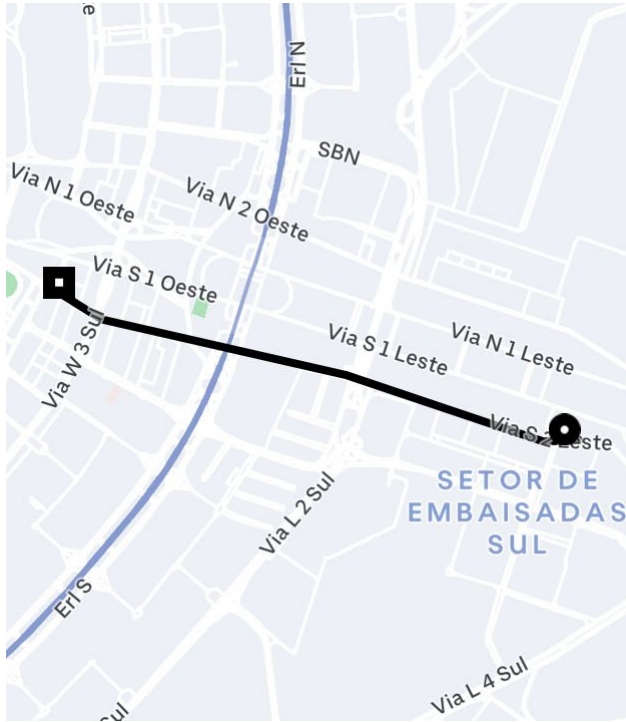 e
Erl N
SBN
Via N 1 Oeste
Via N 2 Oeste
Via S 1 Oeste
Via W 3 Sul
Via S 1 Leste
Via N 1 Leste
Via S 2 Leste
SETOR DE
EMBAISADAS
SUL
Via L 2 Sul
Erl S
Via L 4 Sul
Sul